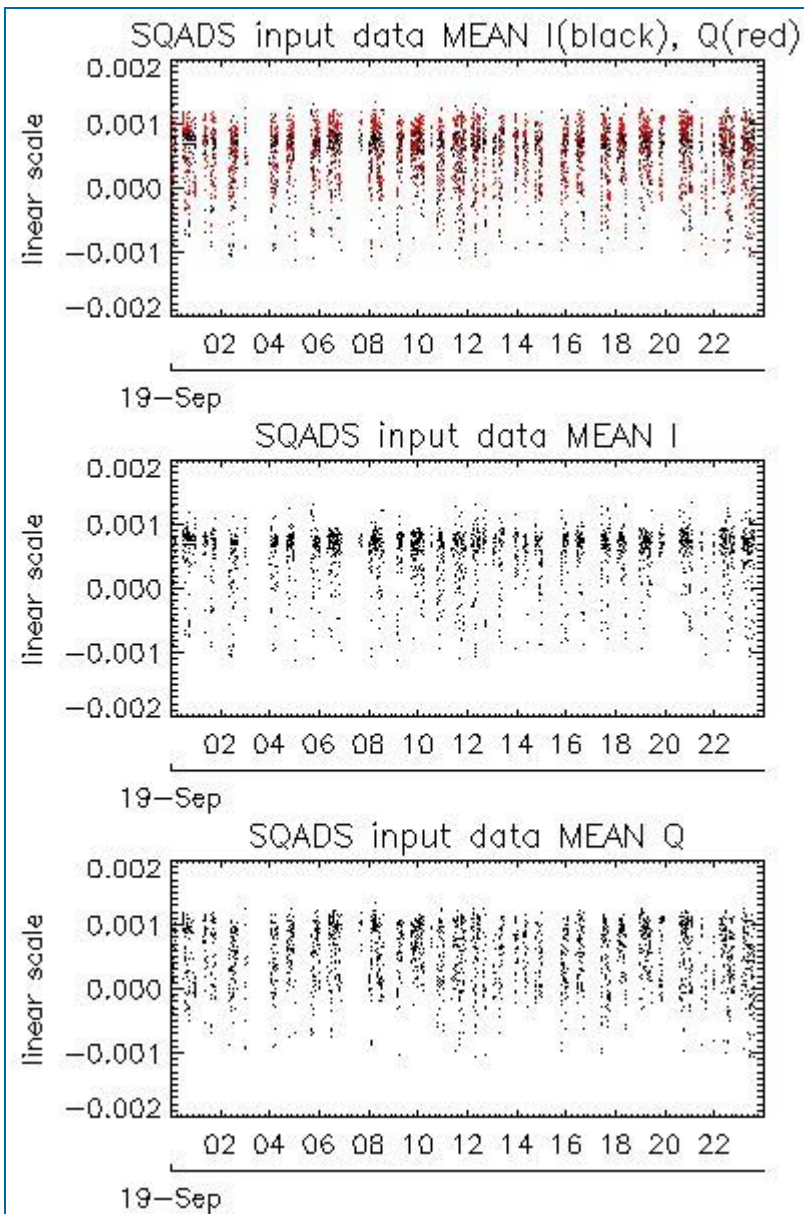 SQADS input data MEAN I(black), Q(red)
0.002
0.001
0.000
-0.001
-0.002
linear scale
02 04 06 08 10 12 14 16 18 20 22
19-Sep
SQADS input data MEAN I
0.002
0.001
0.000
-0.001
-0.002
linear scale
02 04 06 08 10 12 14 16 18 20 22
19-Sep
SQADS input data MEAN Q
0.002
0.001
0.000
-0.001
-0.002
linear scale
02 04 06 08 10 12 14 16 18 20 22
19-Sep